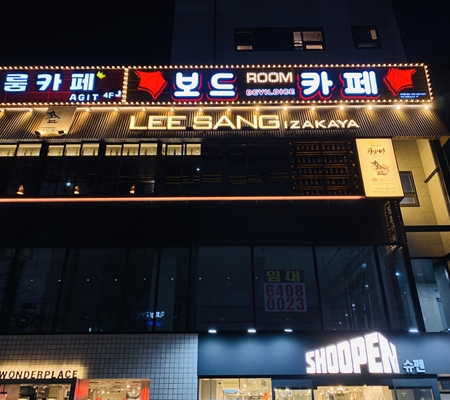 룸카페
AGIT 4F
보드 ROOM 카페
DEVILDICE
LEE SANG IZAKAYA
임대
6408
0023
WONDERPLACE
SHOOPEN 슈펜